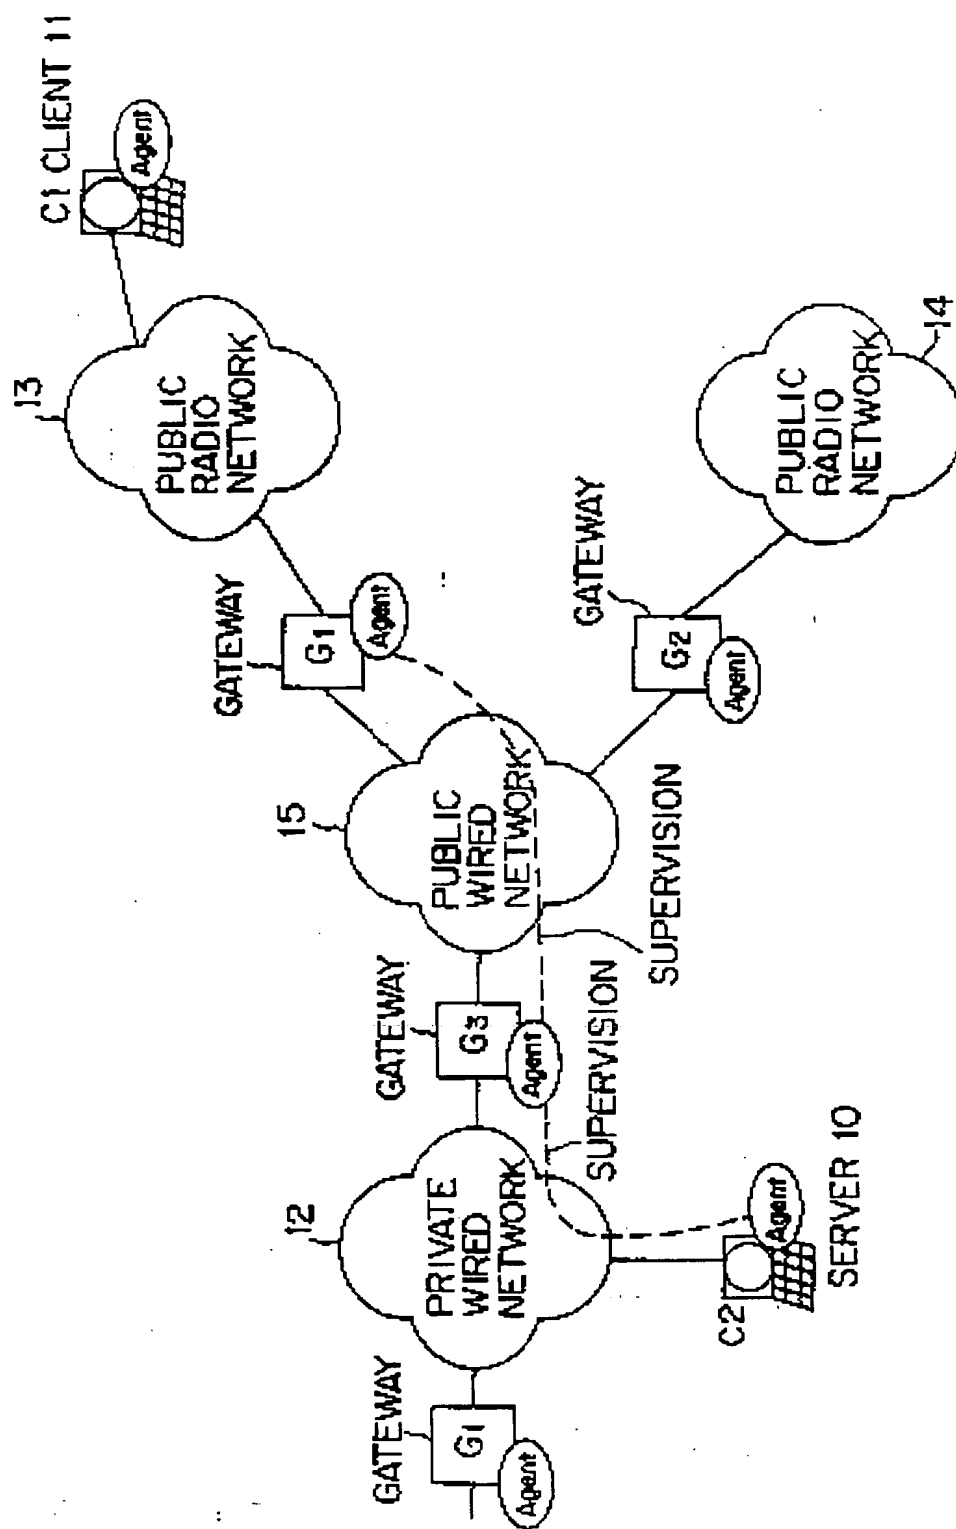 C1 CLIENT 11
Agent
13
PUBLIC
RADIO
NETWORK
GATEWAY
G1
Agent
15
PUBLIC
WIRED
NETWORK
SUPERVISION
GATEWAY
G2
Agent
PUBLIC
RADIO
NETWORK
14
GATEWAY
G3
Agent
SUPERVISION
12
PRIVATE
WIRED
NETWORK
C2
Agent
SERVER 10
GATEWAY
G1
Agent